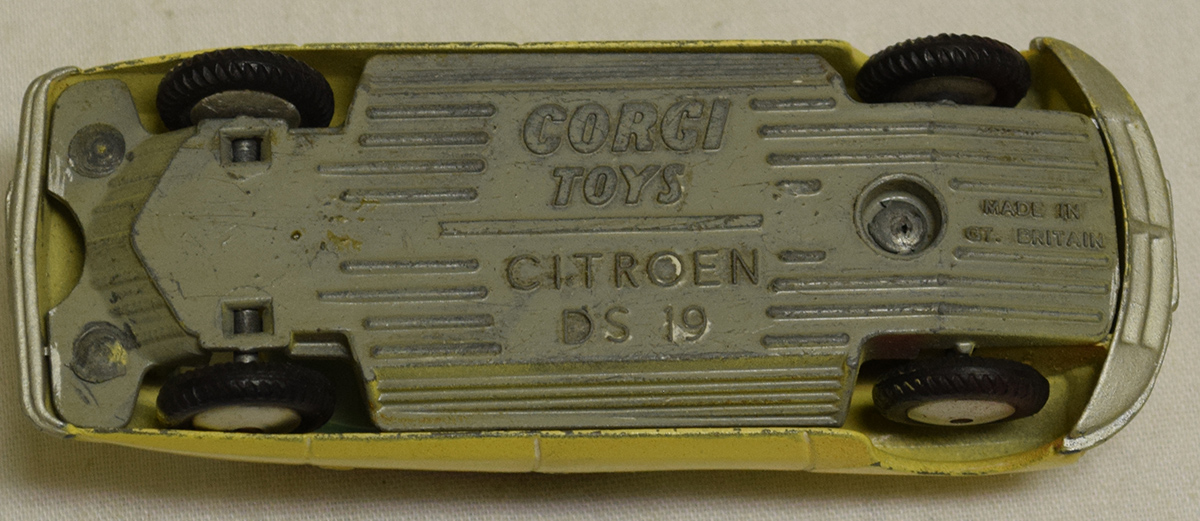 CORGI
TOYS
CITROEN
DS 19
MADE IN
GT. BRITAIN